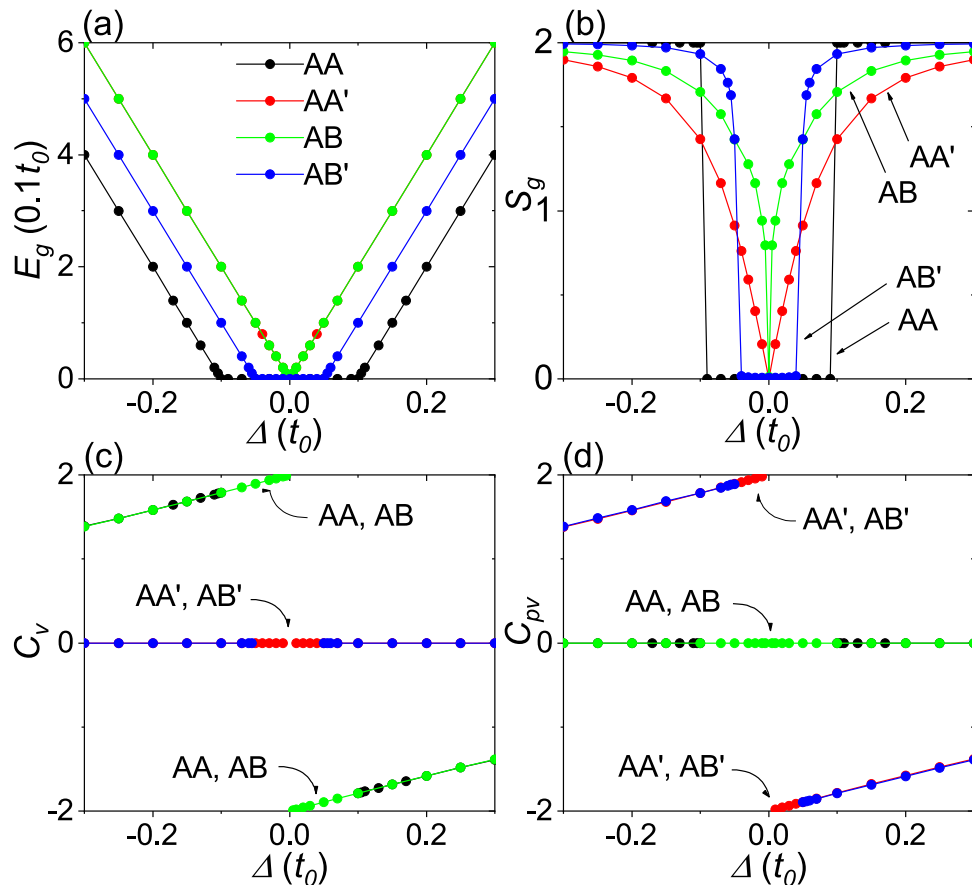 (a)
6
4
2
0
E_g (0.1t_0)
AA
AA'
AB
AB'
-0.2
0.0
0.2
Δ (t_0)
(b)
2
1
0
S_g
AA'
AB
AB'
AA
-0.2
0.0
0.2
Δ (t_0)
(c)
2
0
-2
C_v
AA, AB
AA', AB'
AA, AB
-0.2
0.0
0.2
Δ (t_0)
(d)
2
0
-2
C_pv
AA', AB'
AA, AB
AA', AB'
-0.2
0.0
0.2
Δ (t_0)